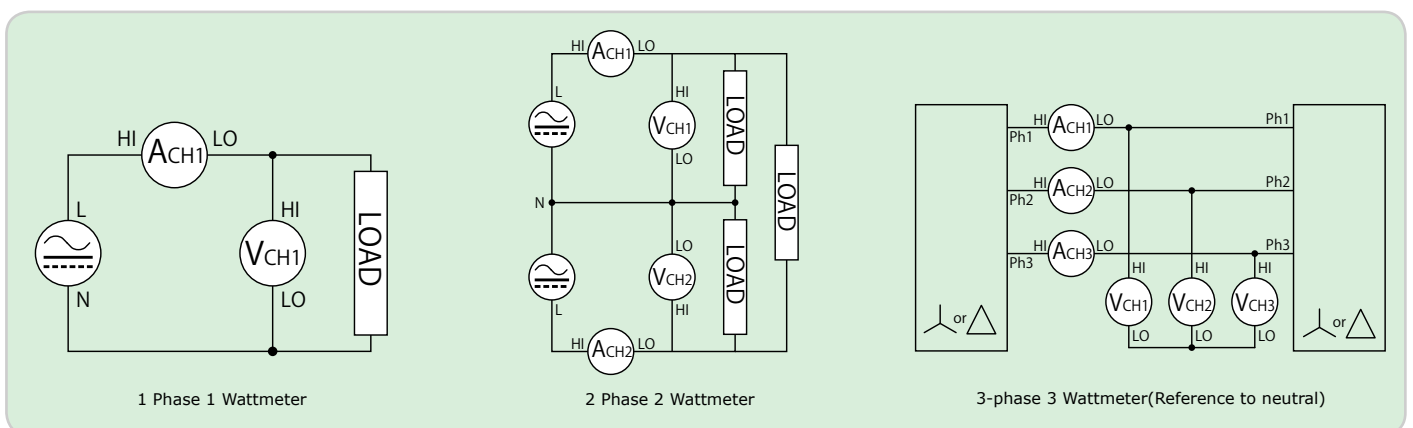 HI ACH1 LO
L
HI
VCH1
LO
N
LOAD
1 Phase 1 Wattmeter
HI ACH1 LO
L
HI
VCH1
LO
LOAD
LOAD
N
LO
VCH2
HI
LOAD
L
HI ACH2 LO
2 Phase 2 Wattmeter
HI ACH1 LO
Ph1
Ph1
HI ACH2 LO
Ph2
Ph2
HI ACH3 LO
Ph3
Ph3
HI HI HI
VCH1 VCH2 VCH3
LO LO LO
or
or
3-phase 3 Wattmeter(Reference to neutral)